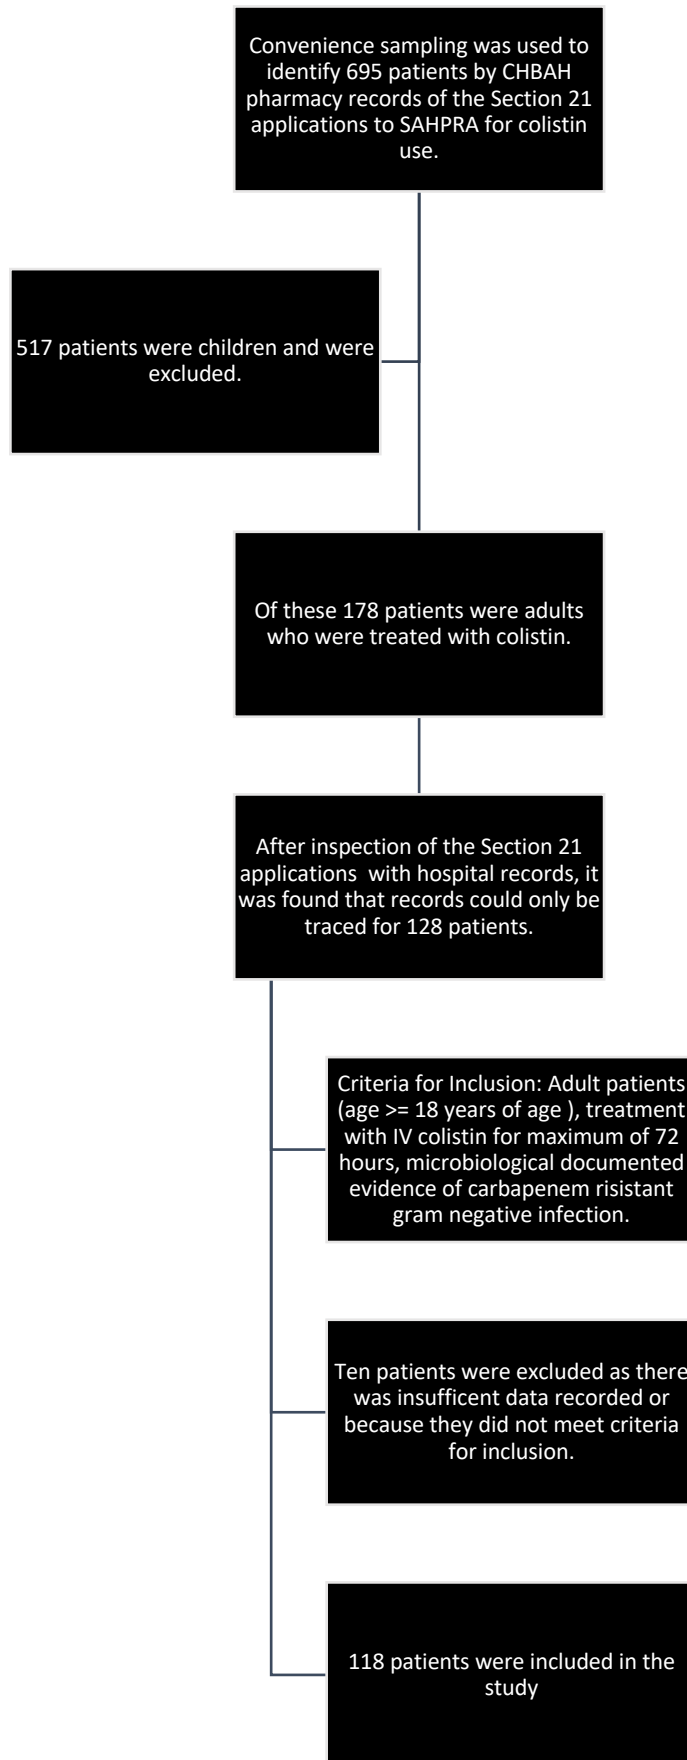 Convenience sampling was used to
identify 695 patients by CHBAH
pharmacy records of the Section 21
applications to SAHPRA for colistin
use.
517 patients were children and were
excluded.
Of these 178 patients were adults
who were treated with colistin.
After inspection of the Section 21
applications  with hospital records, it
was found that records could only be
traced for 128 patients.
Criteria for Inclusion: Adult patients
(age >= 18 years of age ), treatment
with IV colistin for maximum of 72
hours, microbiological documented
evidence of carbapenem risistant
gram negative infection.
Ten patients were excluded as there
was insufficent data recorded or
because they did not meet criteria
for inclusion.
118 patients were included in the
study